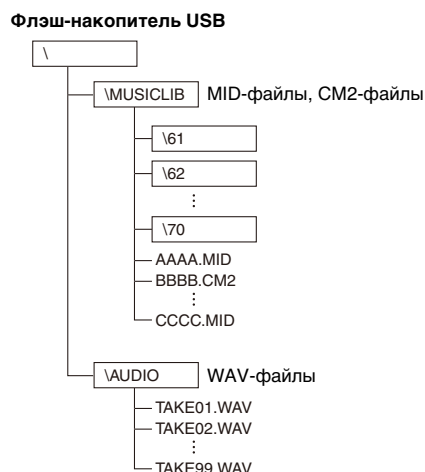 Флэш-накопитель USB
\
\MUSICLIB MID-файлы, CM2-файлы
\61
\62
⋮
\70
AAAA.MID
BBBB.CM2
⋮
CCCC.MID
\AUDIO WAV-файлы
TAKE01.WAV
TAKE02.WAV
⋮
TAKE99.WAV